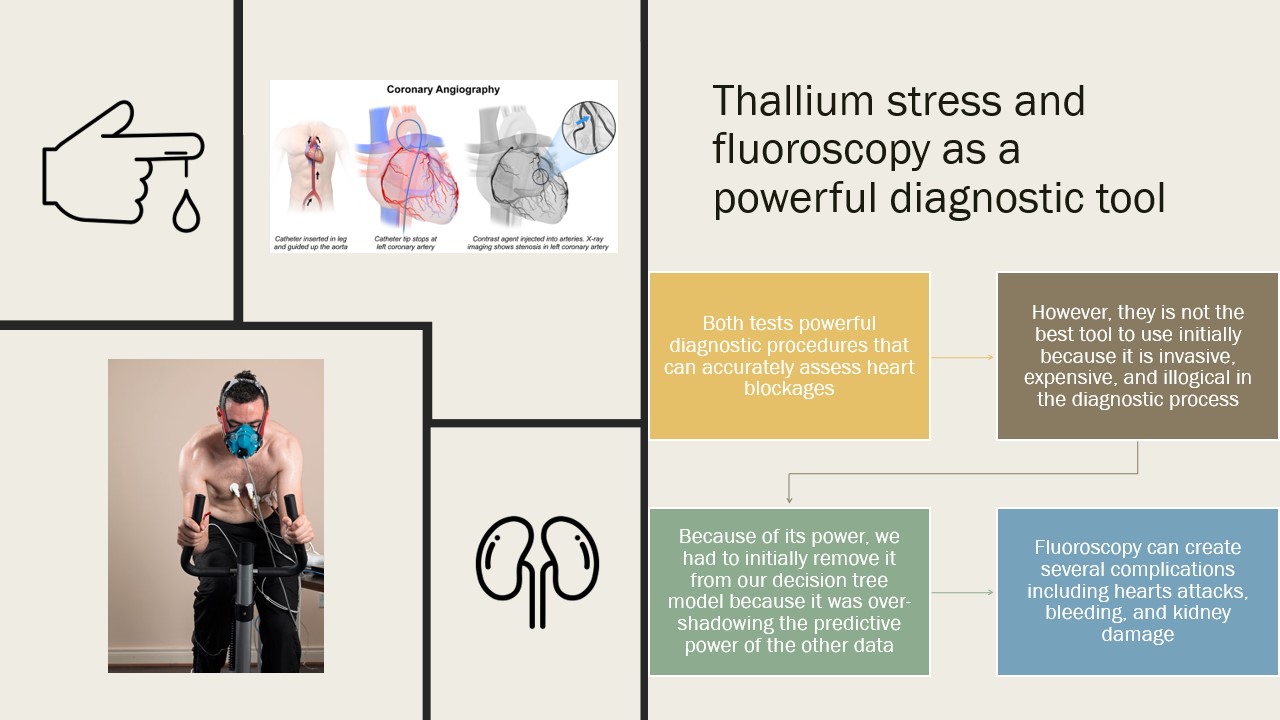 Coronary Angiography
Catheter inserted in leg
and guided up the aorta
Catheter tip stops at
left coronary artery
Contrast agent injected into arteries. X-ray
imaging shows stenosis in left coronary artery
Thallium stress and
fluoroscopy as a
powerful diagnostic tool
Both tests powerful
diagnostic procedures that
can accurately assess heart
blockages
However, they is not the
best tool to use initially
because it is invasive,
expensive, and illogical in
the diagnostic process
Because of its power, we
had to initially remove it
from our decision tree
model because it was over-
shadowing the predictive
power of the other data
Fluoroscopy can create
several complications
including hearts attacks,
bleeding, and kidney
damage